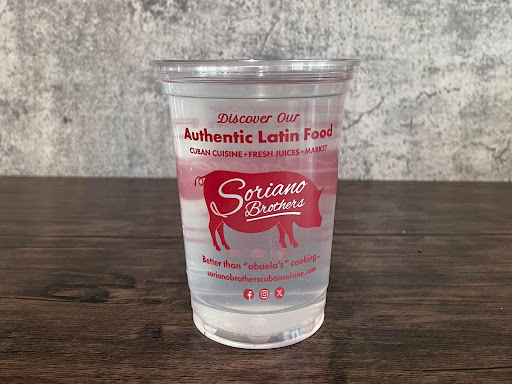 Discover Our
Authentic Latin Food
CUBAN CUISINE • FRESH JUICES • MARKET
Soriano
Brothers
Better than "abuela's" cooking...
sorianobrotherscubancuisine.com